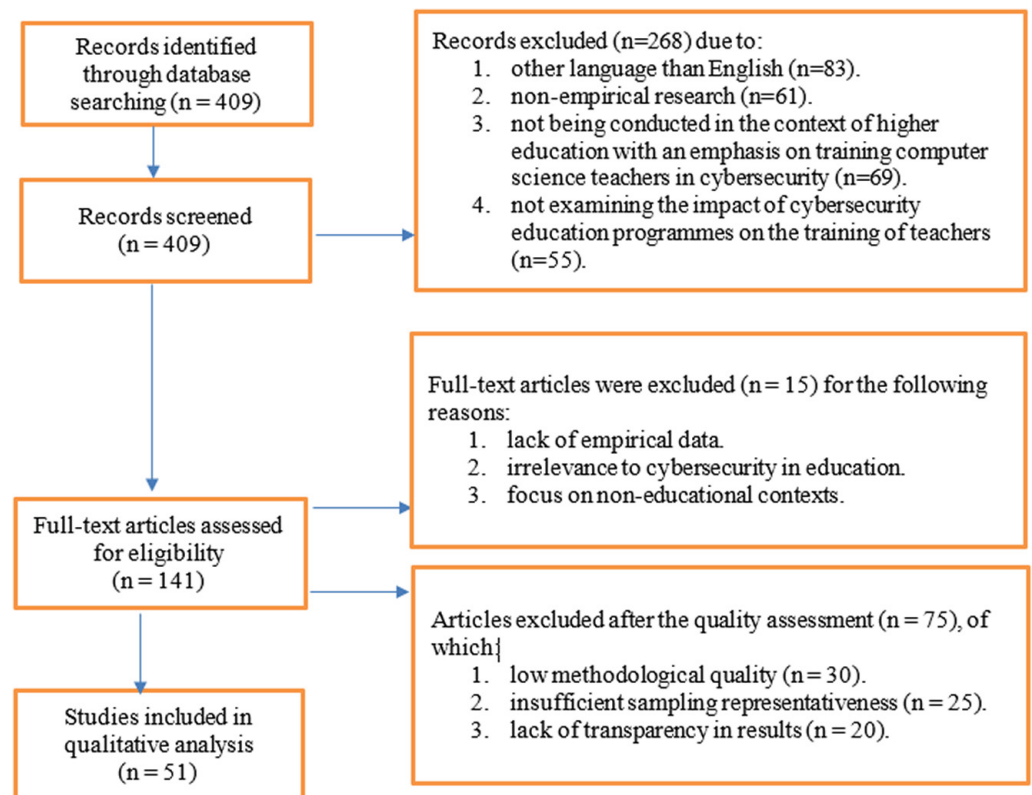 Records identified
through database
searching (n = 409)
Records excluded (n=268) due to:
1. other language than English (n=83).
2. non-empirical research (n=61).
3. not being conducted in the context of higher
education with an emphasis on training computer
science teachers in cybersecurity (n=69).
4. not examining the impact of cybersecurity
education programmes on the training of teachers
(n=55).
Records screened
(n = 409)
Full-text articles were excluded (n = 15) for the following
reasons:
1. lack of empirical data.
2. irrelevance to cybersecurity in education.
3. focus on non-educational contexts.
Full-text articles assessed
for eligibility
(n = 141)
Articles excluded after the quality assessment (n = 75), of
which{
1. low methodological quality (n = 30).
2. insufficient sampling representativeness (n = 25).
3. lack of transparency in results (n = 20).
Studies included in
qualitative analysis
(n = 51)